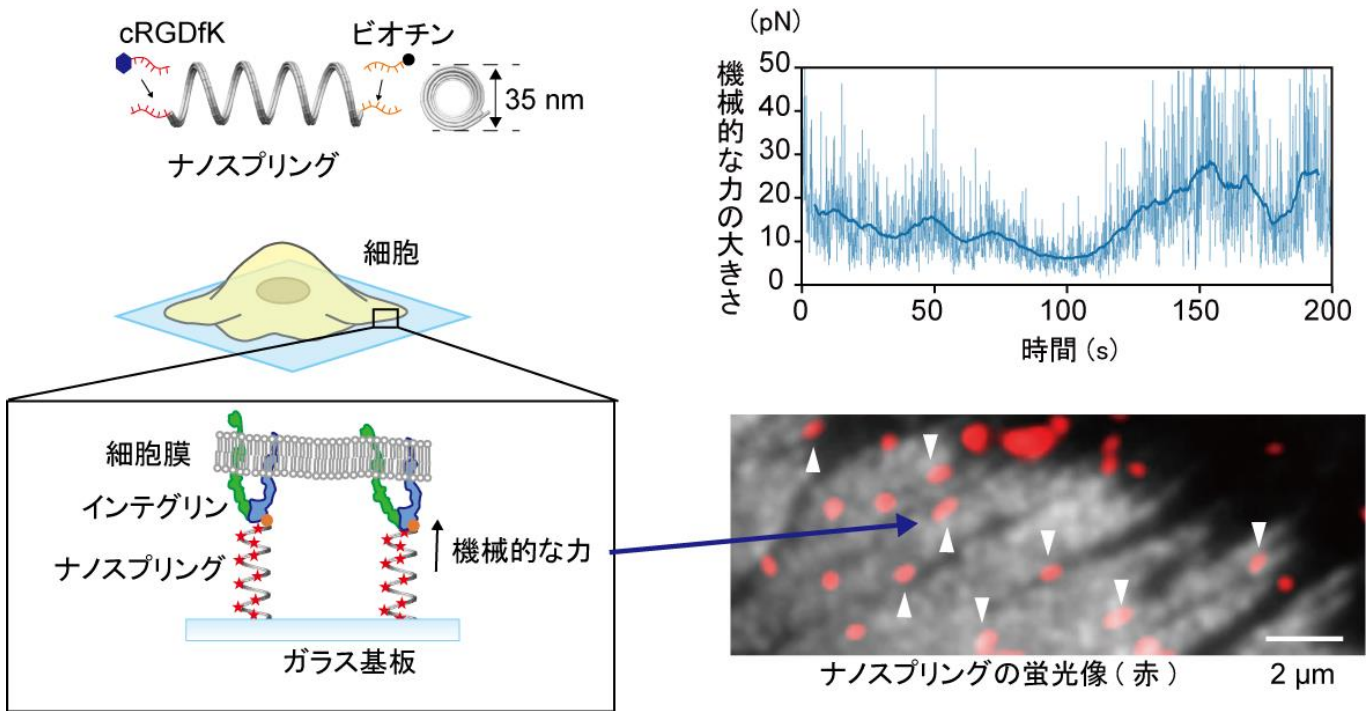 cRGDfK
ビオチン
35 nm
ナノスプリング
細胞
細胞膜
インテグリン
ナノスプリング
機械的な力
ガラス基板
(pN)
機械的な力の大きさ
50
40
30
20
10
0
0 50 100 150 200
時間 (s)
ナノスプリングの蛍光像 ( 赤 )
2 μm